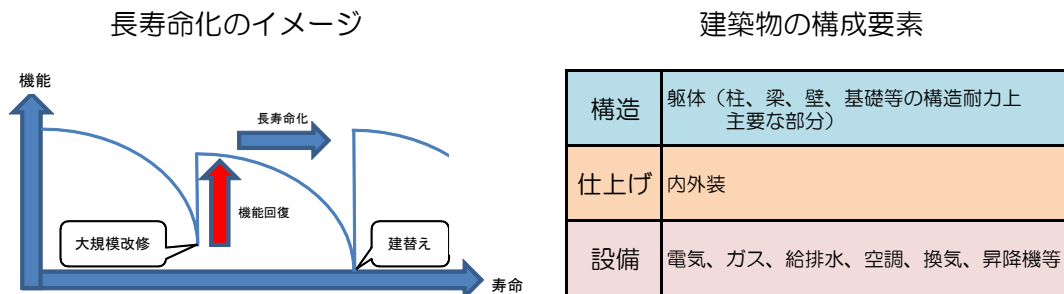 長寿命化のイメージ
機能
長寿命化
機能回復
大規模改修
建替え
寿命
建築物の構成要素
構造
躯体（柱、梁、壁、基礎等の構造耐力上
主要な部分）
仕上げ
内外装
設備
電気、ガス、給排水、空調、換気、昇降機等